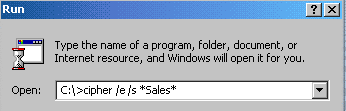 Run
Type the name of a program, folder, document, or
Internet resource, and Windows will open it for you.
Open: C:\>cipher /e /s *Sales*